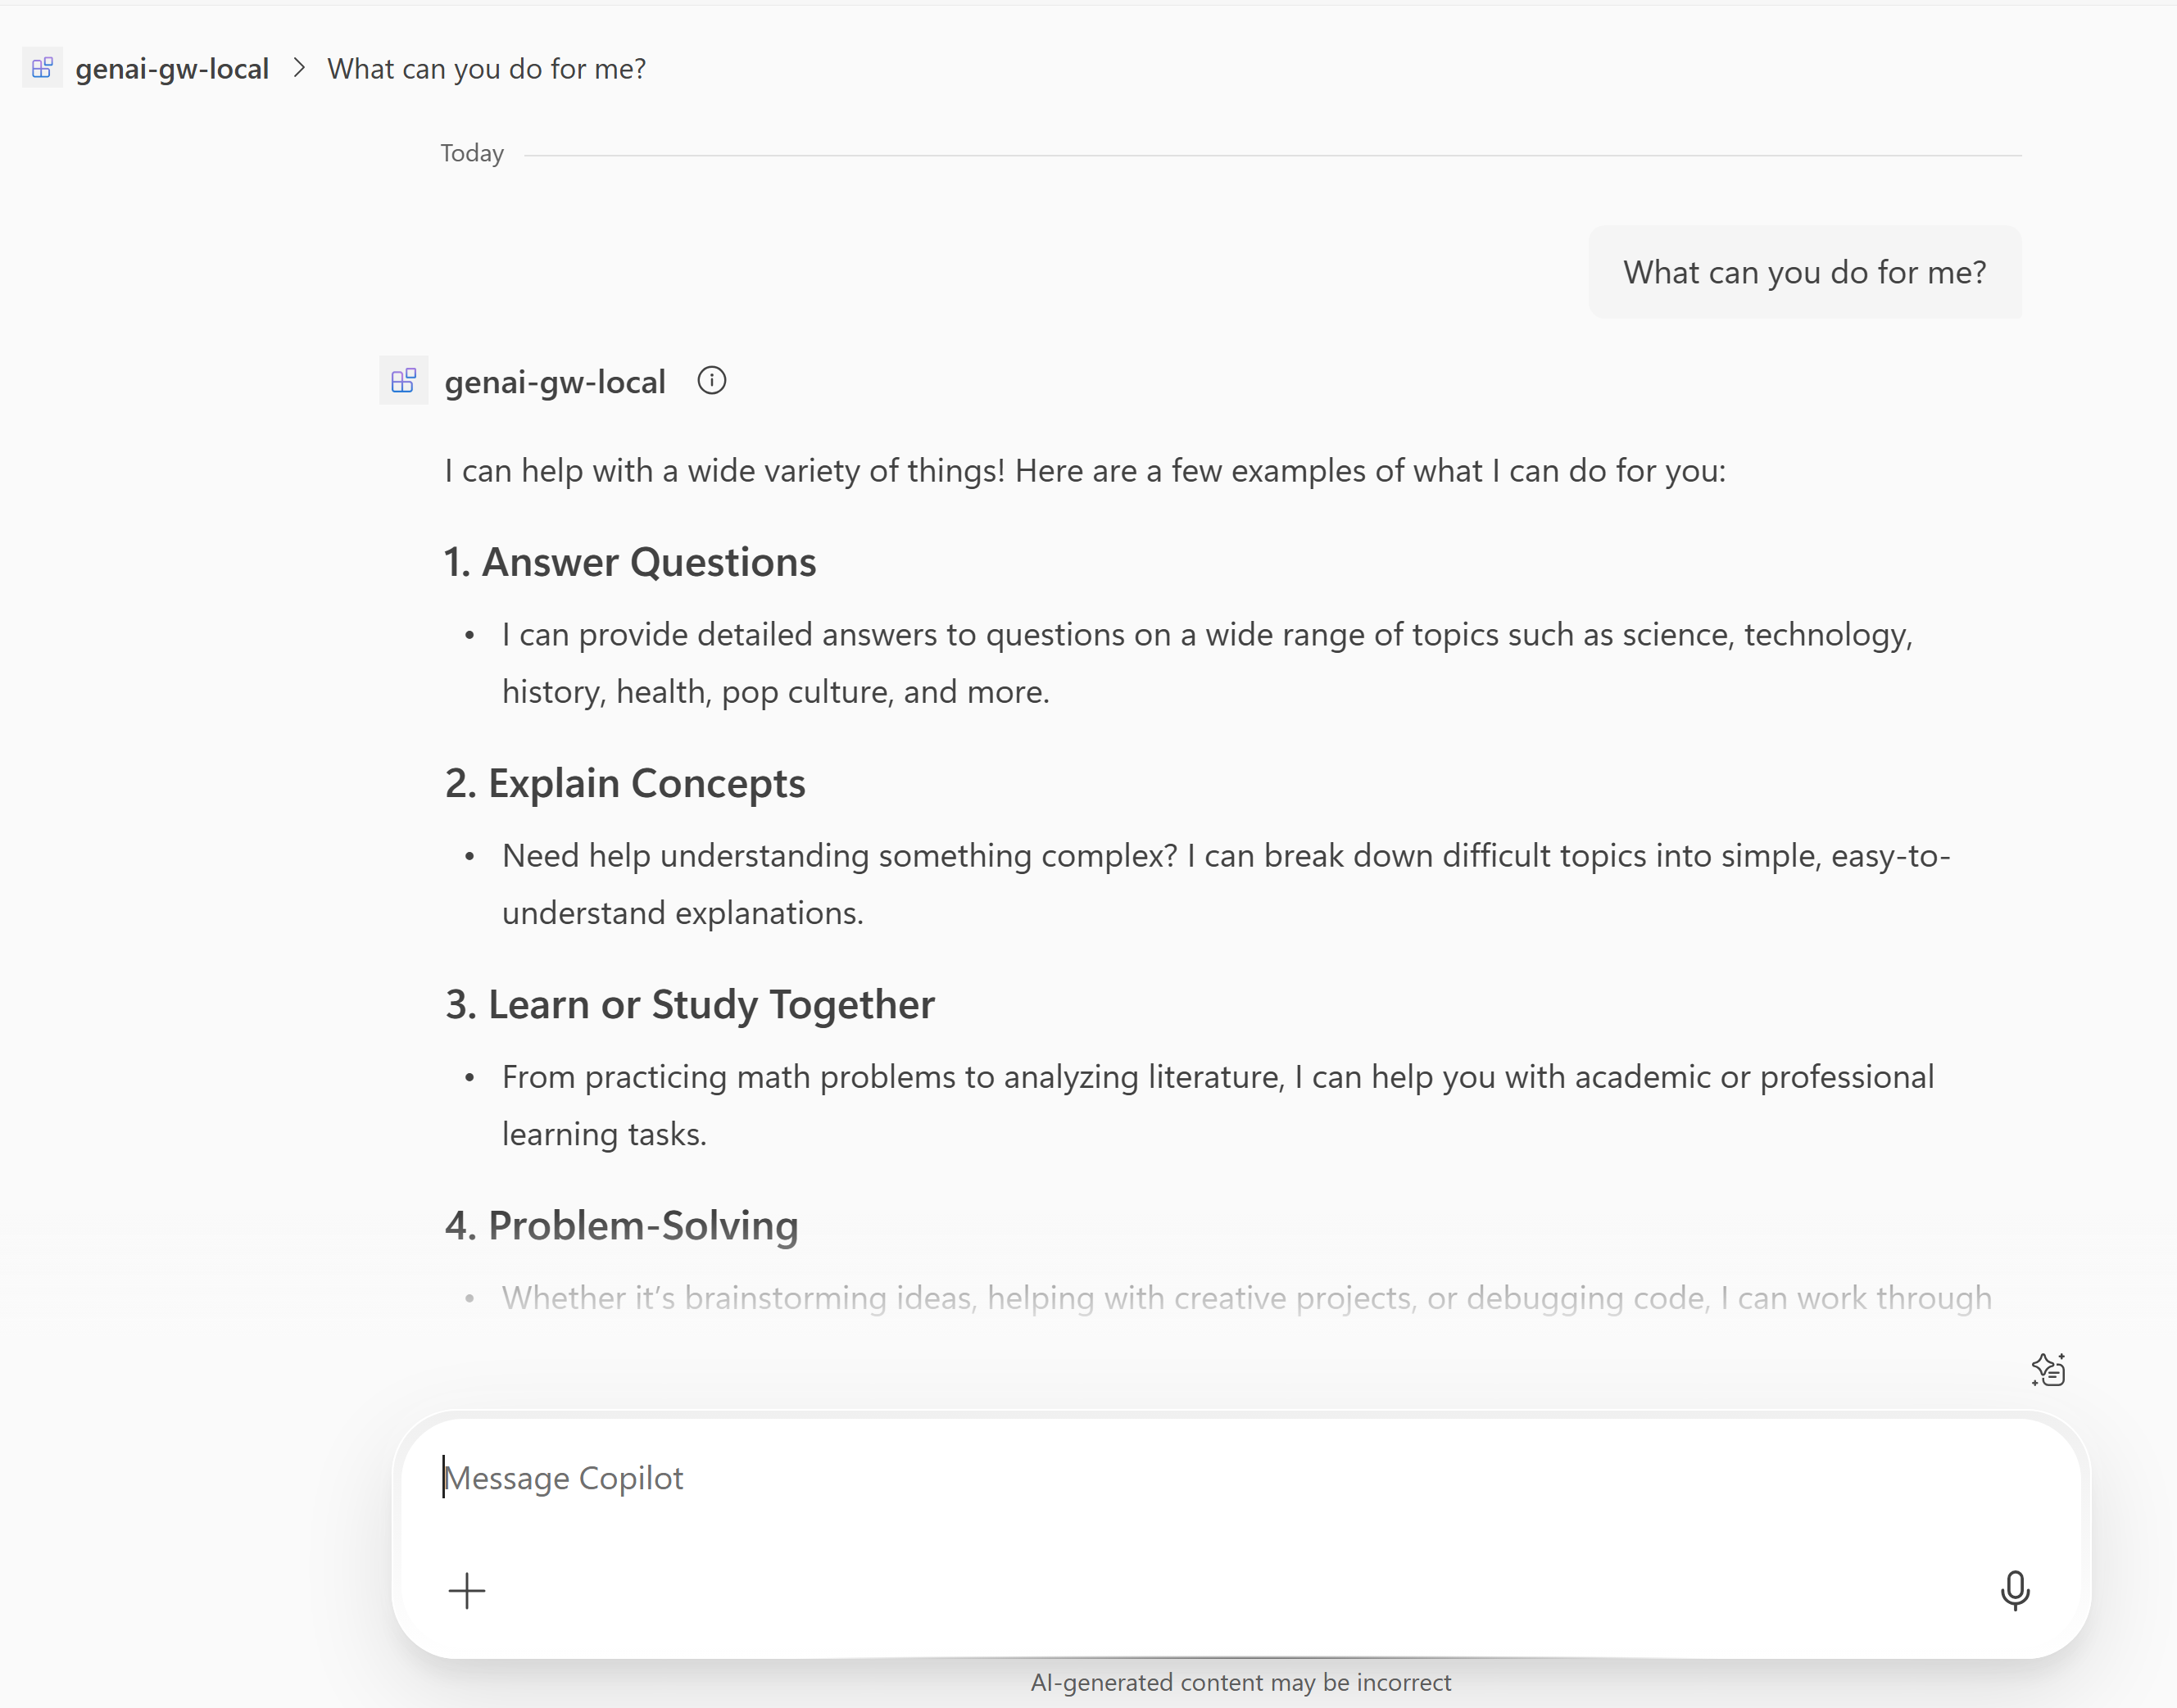 genai-gw-local > What can you do for me?
Today
What can you do for me?
genai-gw-local
I can help with a wide variety of things! Here are a few examples of what I can do for you:
1. Answer Questions
• I can provide detailed answers to questions on a wide range of topics such as science, technology,
history, health, pop culture, and more.
2. Explain Concepts
• Need help understanding something complex? I can break down difficult topics into simple, easy-to-
understand explanations.
3. Learn or Study Together
• From practicing math problems to analyzing literature, I can help you with academic or professional
learning tasks.
4. Problem-Solving
• Whether it’s brainstorming ideas, helping with creative projects, or debugging code, I can work through
Message Copilot
AI-generated content may be incorrect